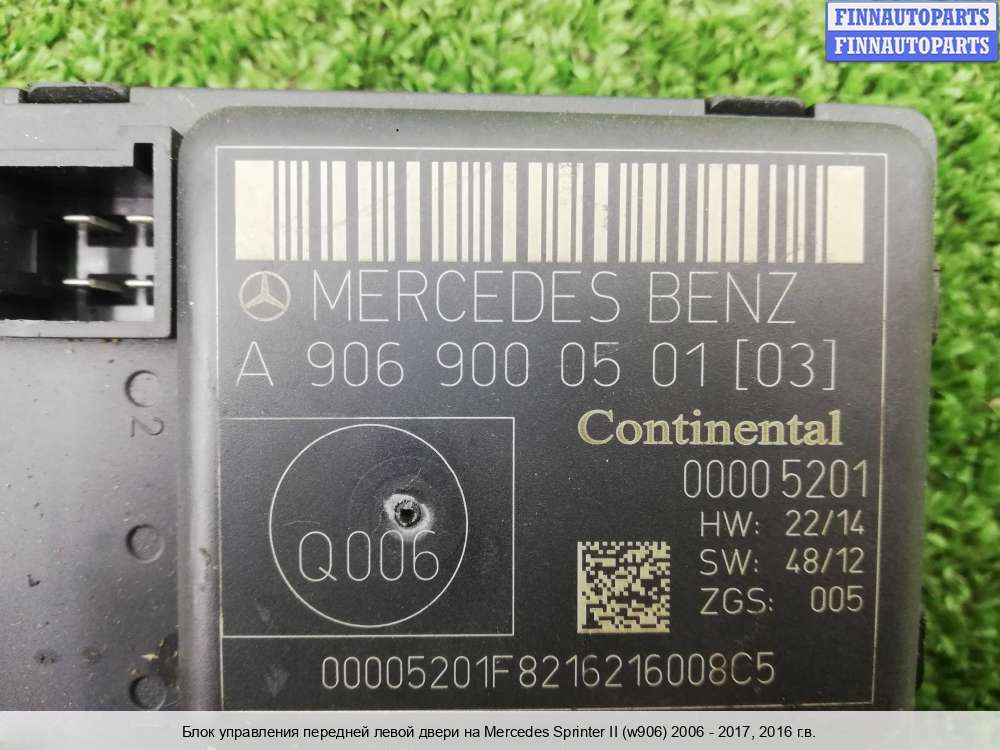 FINNAUTOPARTS
FINNAUTOPARTS
MERCEDES BENZ
A 906 900 05 01 [03]
Continental
0000 5201
HW: 22/14
SW: 48/12
ZGS: 005
Q006
2
00005201F8216216008C5
Блок управления передней левой двери на Mercedes Sprinter II (w906) 2006 - 2017, 2016 г.в.